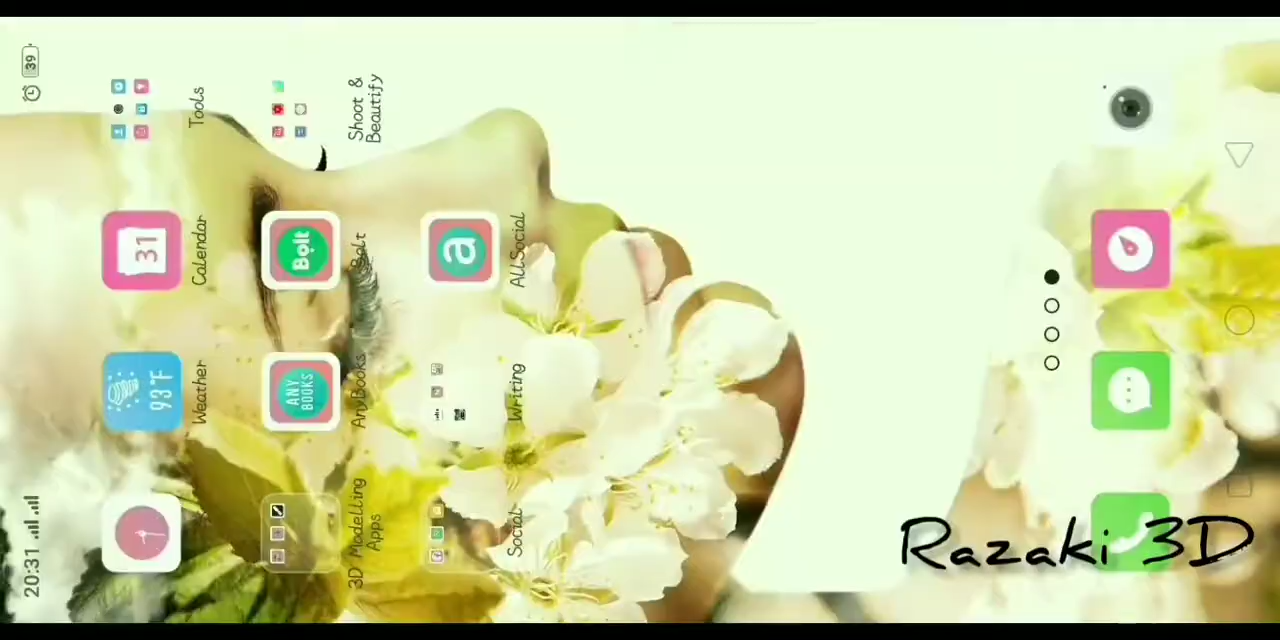 20:31
39
Weather
Calendar
Tools
93°F
31
3D Modelling
Apps
AnyBooks
Bolt
Shoot &
Beautify
ANY
BOOKS
Bolt
Social
Writing
AllSocial
a
Razaki 3D